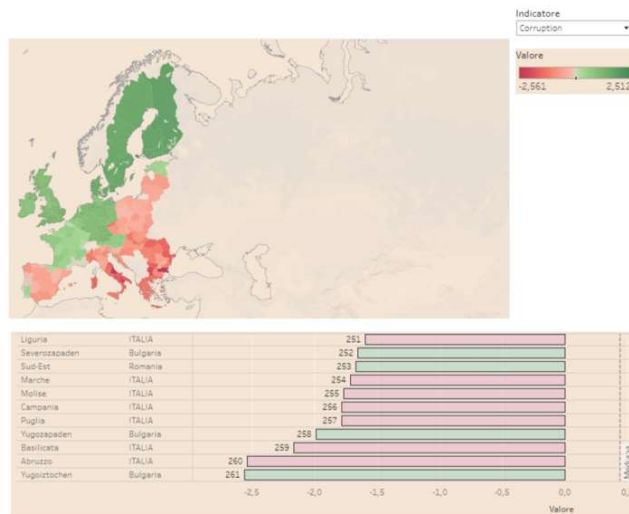 Indicatore
Corruption
Valore
-2,561 2,512
Liguria ITALIA 251
Severozapaden Bulgaria 252
Sud-Est Romania 253
Marche ITALIA 254
Molise ITALIA 255
Campania ITALIA 256
Puglia ITALIA 257
Yugozapaden Bulgaria 258
Basilicata ITALIA 259
Abruzzo ITALIA 260
Yugoiztochen Bulgaria 261
-2,5 -2,0 -1,5 -1,0 -0,5 0,0
Valore